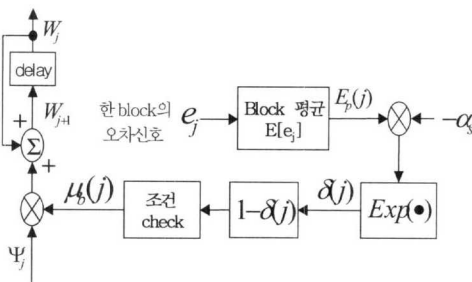 W_j
delay
W_{j+1}
+
Σ
+
한 block의
오차신호
e_j
Block 평균
E[e_j]
E_p(j)
-α_s
μ_b(j)
조건
check
1-δ(j)
δ(j)
Exp(●)
Ψ_j